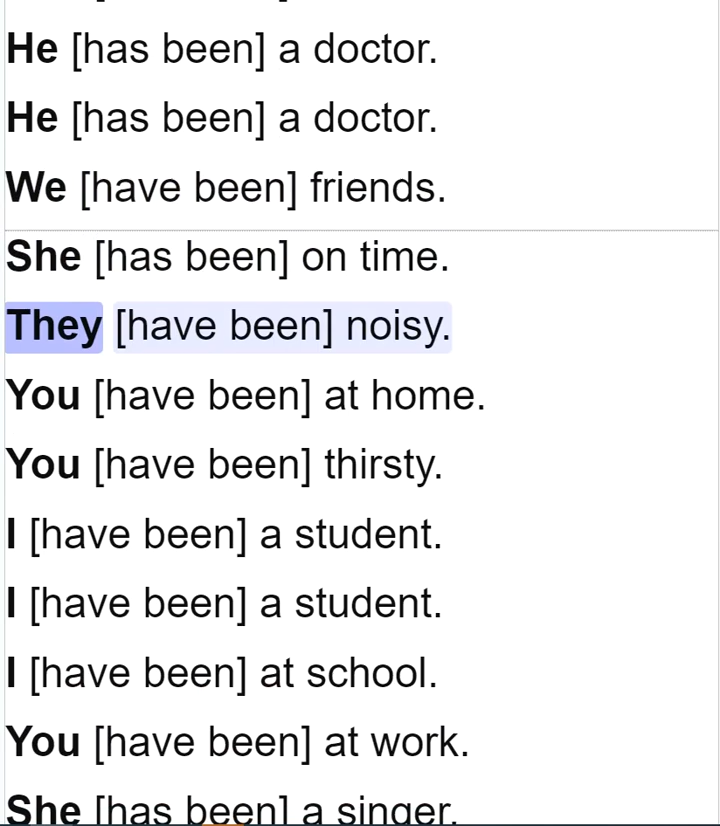 He [has been] a doctor.
He [has been] a doctor.
We [have been] friends.
She [has been] on time.
They [have been] noisy.
You [have been] at home.
You [have been] thirsty.
I [have been] a student.
I [have been] a student.
I [have been] at school.
You [have been] at work.
She [has been] a singer.